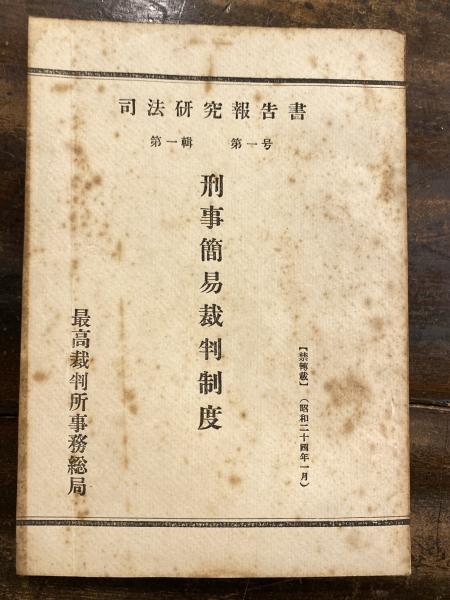 司法研究報告書
第一輯　第一号
刑事簡易裁判制度
【禁轉載】（昭和二十四年一月）
最高裁判所事務総局